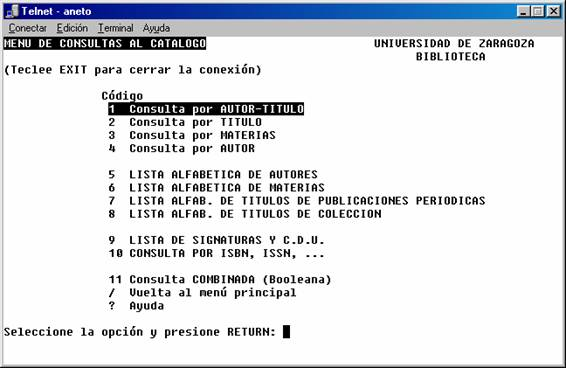 Telnet - aneto
Conectar Edición Terminal Ayuda
MENU DE CONSULTAS AL CATALOGO UNIVERSIDAD DE ZARAGOZA
BIBLIOTECA
(Teclee EXIT para cerrar la conexión)
Código
1 Consulta por AUTOR-TITULO
2 Consulta por TITULO
3 Consulta por MATERIAS
4 Consulta por AUTOR
5 LISTA ALFABETICA DE AUTORES
6 LISTA ALFABETICA DE MATERIAS
7 LISTA ALFAB. DE TITULOS DE PUBLICACIONES PERIODICAS
8 LISTA ALFAB. DE TITULOS DE COLECCION
9 LISTA DE SIGNATURAS Y C.D.U.
10 CONSULTA POR ISBN, ISSN, ...
11 Consulta COMBINADA (Booleana)
/ Vuelta al menú principal
? Ayuda
Seleccione la opción y presione RETURN: